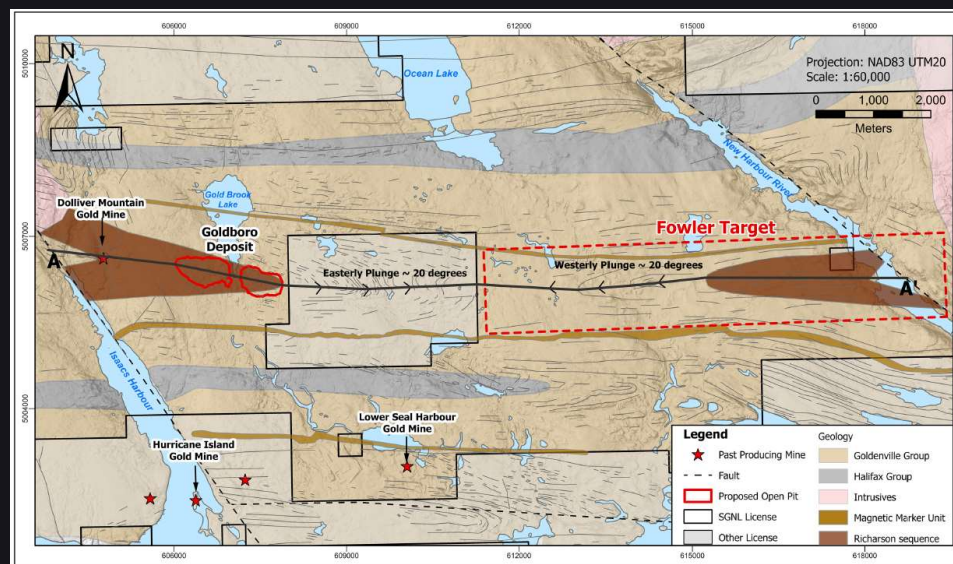 606000
609000
612000
615000
618000
5010000
5007000
5004000
N
Ocean Lake
Projection: NAD83 UTM20
Scale: 1:60,000
0 1,000 2,000
Meters
New Harbour River
Dolliver Mountain
Gold Mine
Gold Brook
Lake
Goldboro
Deposit
Fowler Target
A
Easterly Plunge ~ 20 degrees
Westerly Plunge ~ 20 degrees
A'
Isaacs Harbour
Lower Seal Harbour
Gold Mine
Hurricane Island
Gold Mine
Legend
Past Producing Mine
Fault
Proposed Open Pit
SGNL License
Other License
Geology
Goldenville Group
Halifax Group
Intrusives
Magnetic Marker Unit
Richarson sequence
606000
609000
612000
615000
618000